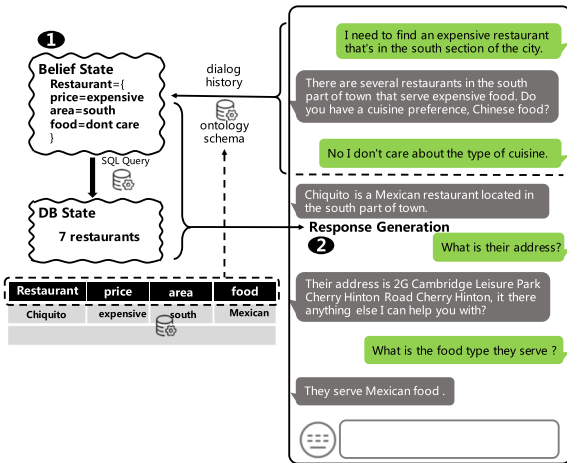 1
Belief State
Restaurant={
price=expensive
area=south
food=dont care
}
SQL Query
DB State
7 restaurants
dialog
history
ontology
schema
Restaurant price area food
Chiquito expensive south Mexican
I need to find an expensive restaurant
that's in the south section of the city.
There are several restaurants in the south
part of town that serve expensive food. Do
you have a cuisine preference, Chinese food?
No I don't care about the type of cuisine.
Chiquito is a Mexican restaurant located in
the south part of town.
Response Generation
2
What is their address?
Their address is 2G Cambridge Leisure Park
Cherry Hinton Road Cherry Hinton, it there
anything else I can help you with?
What is the food type they serve ?
They serve Mexican food .